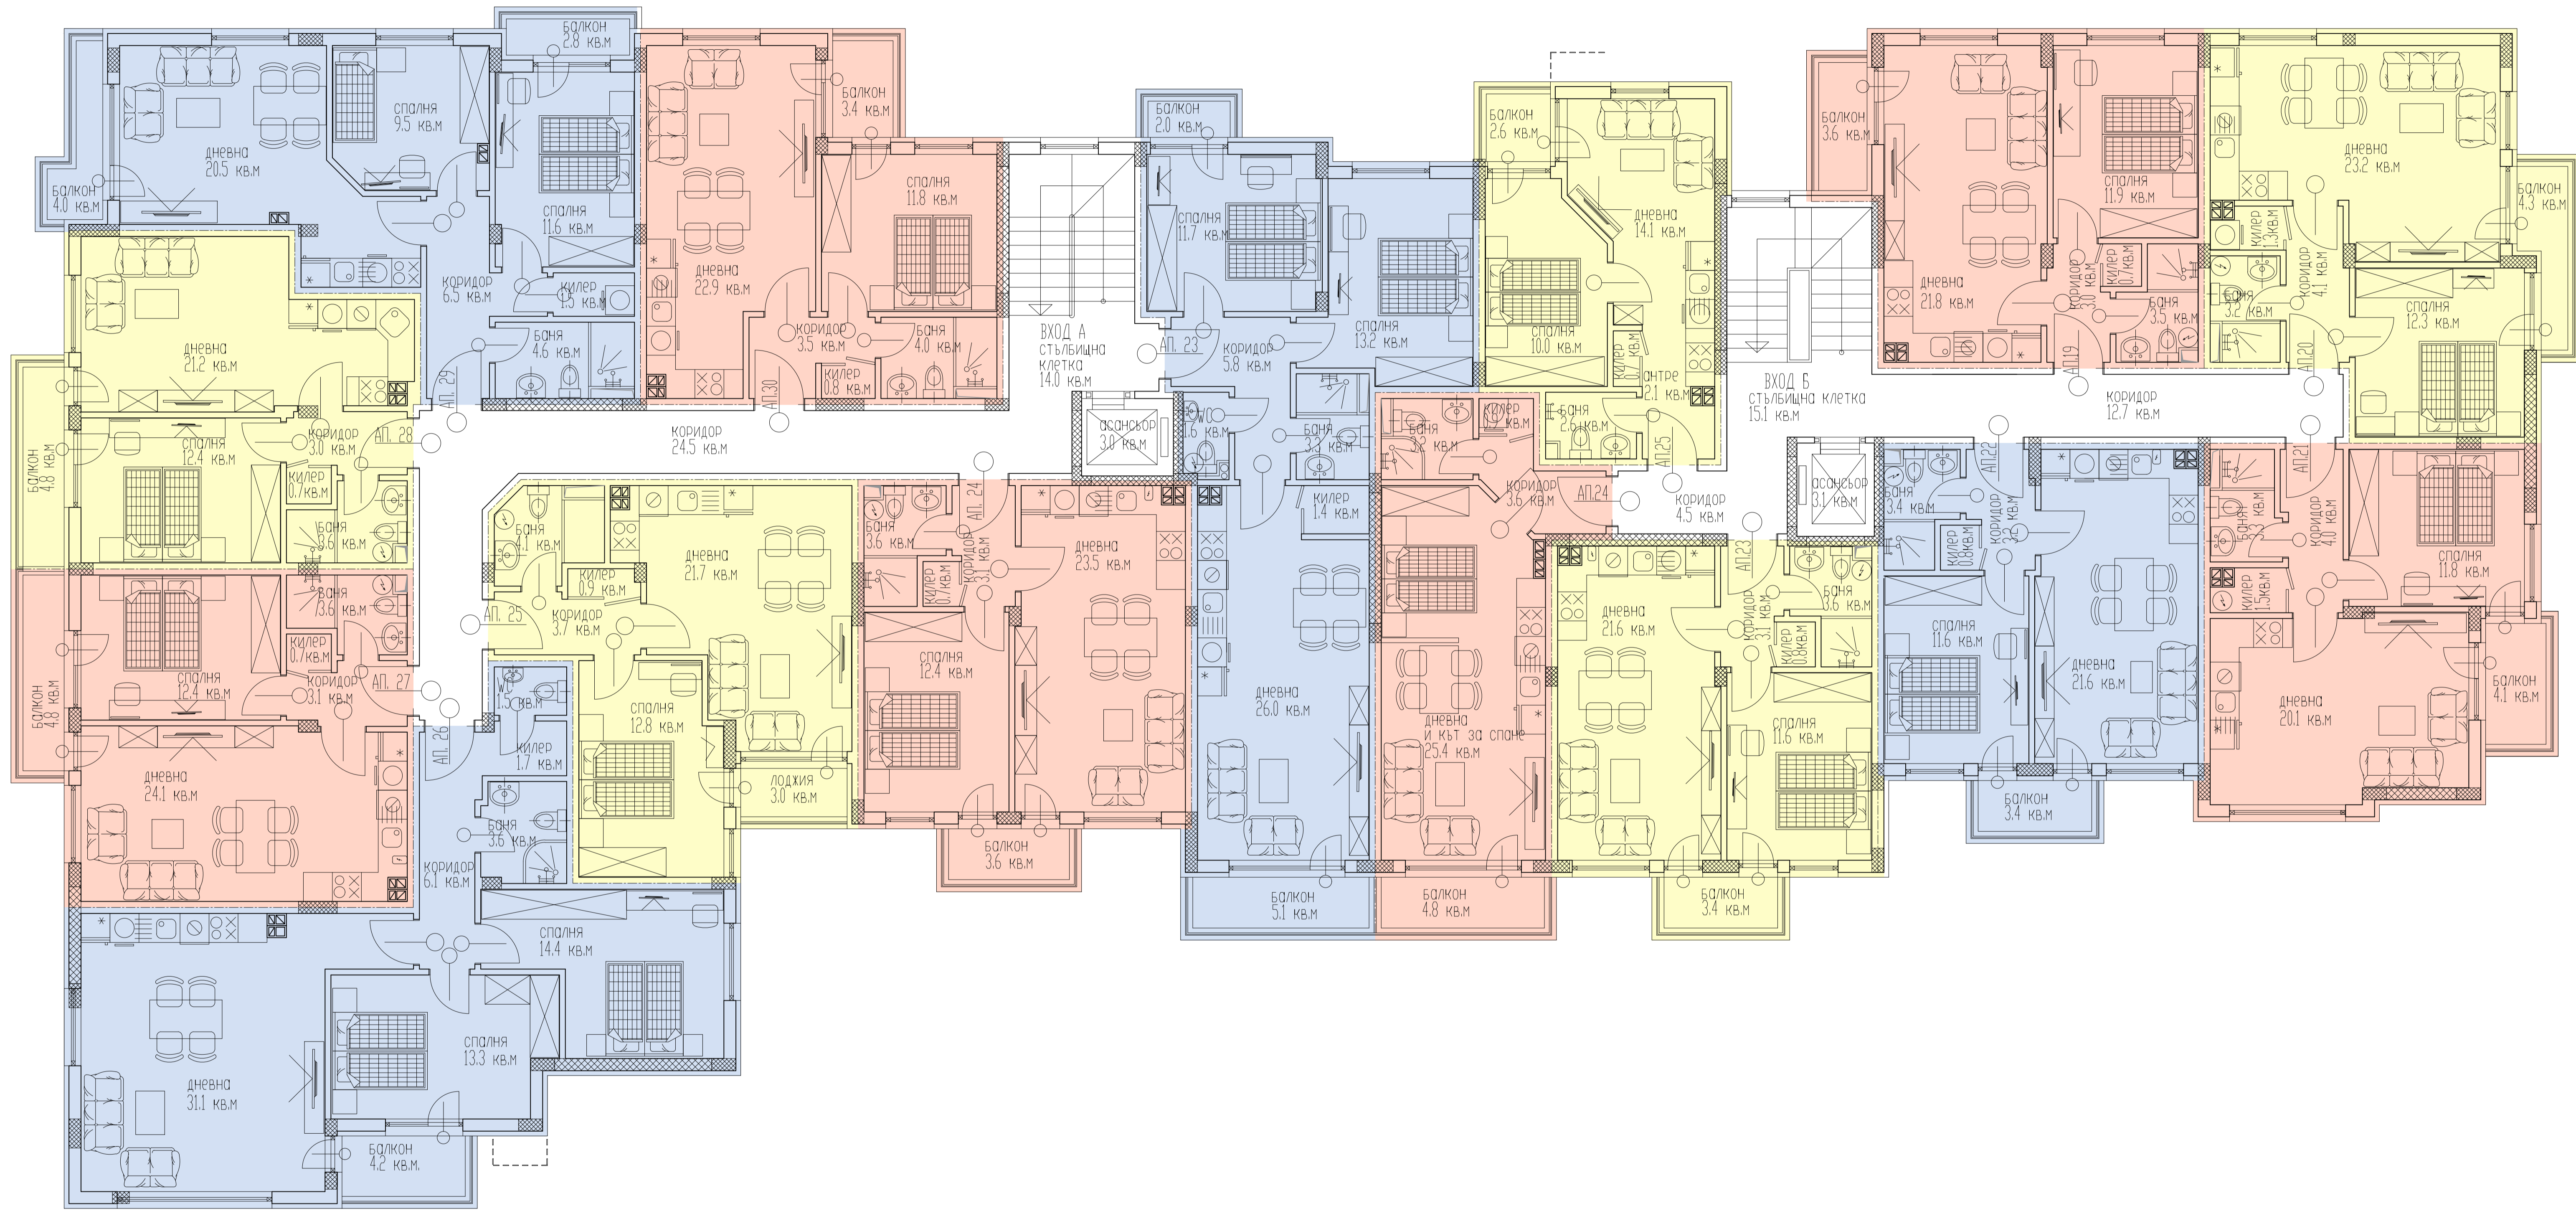 балкон
2.8 кв.м
дневна
20.5 кв.м
спалня
9.5 кв.м
балкон
4.0 кв.м
спалня
11.6 кв.м
коридор
6.5 кв.м
килер
1.5 кв.м
баня
4.6 кв.м
АП. 29
дневна
22.9 кв.м
балкон
3.4 кв.м
спалня
11.8 кв.м
коридор
3.5 кв.м
килер
0.8 кв.м
баня
4.0 кв.м
АП.30
ВХОД А
стълбищна
клетка
14.0 кв.м
балкон
2.0 кв.м
спалня
11.7 кв.м
спалня
13.2 кв.м
АП. 23
коридор
5.8 кв.м
WC
1.6 кв.м
баня
3.3 кв.м
килер
1.4 кв.м
дневна
26.0 кв.м
балкон
5.1 кв.м
асансьор
3.0 кв.м
коридор
24.5 кв.м
балкон
2.6 кв.м
дневна
14.1 кв.м
спалня
10.0 кв.м
килер
0.7 кв.м
антре
2.1 кв.м
баня
2.6 кв.м
АП.25
ВХОД Б
стълбищна клетка
15.1 кв.м
балкон
3.6 кв.м
дневна
21.8 кв.м
спалня
11.9 кв.м
коридор
3.0 кв.м
килер
0.7кв.м
баня
3.5 кв.м
АП.19
дневна
23.2 кв.м
балкон
4.3 кв.м
килер
1.3кв.м
коридор
4.1 кв.м
баня
3.2 кв.м
спалня
12.3 кв.м
АП.20
коридор
12.7 кв.м
дневна
21.2 кв.м
балкон
4.8 кв.м
спалня
12.4 кв.м
коридор
3.0 кв.м
АП. 28
килер
0.7кв.м
баня
3.6 кв.м
баня
3.6 кв.м
килер
0.7кв.м
спалня
12.4 кв.м
коридор
3.1 кв.м
АП. 27
балкон
4.8 кв.м
дневна
24.1 кв.м
АП. 26
WC
1.5 кв.м
килер
1.7 кв.м
баня
3.6 кв.м
коридор
6.1 кв.м
спалня
14.4 кв.м
спалня
13.3 кв.м
дневна
31.1 кв.м
балкон
4.2 кв.м.
баня
4.1 кв.м
килер
0.9 кв.м
АП. 25
коридор
3.7 кв.м
дневна
21.7 кв.м
спалня
12.8 кв.м
лоджия
3.0 кв.м
баня
3.6 кв.м
АП. 24
коридор
3.1 кв.м
килер
0.7кв.м
дневна
23.5 кв.м
спалня
12.4 кв.м
балкон
3.6 кв.м
баня
3.2 кв.м
килер
0.9 кв.м
коридор
3.6 кв.м
АП.24
дневна
и кът за спане
25.4 кв.м
балкон
4.8 кв.м
коридор
4.5 кв.м
асансьор
3.1 кв.м
АП.23
дневна
21.6 кв.м
коридор
3.1 кв.м
баня
3.6 кв.м
килер
0.8кв.м
спалня
11.6 кв.м
балкон
3.4 кв.м
АП.22
баня
3.4 кв.м
килер
0.8кв.м
коридор
3.2 кв.м
спалня
11.6 кв.м
дневна
21.6 кв.м
балкон
3.4 кв.м
АП.21
баня
3.3 кв.м
коридор
4.0 кв.м
килер
1.5кв.м
спалня
11.8 кв.м
дневна
20.1 кв.м
балкон
4.1 кв.м